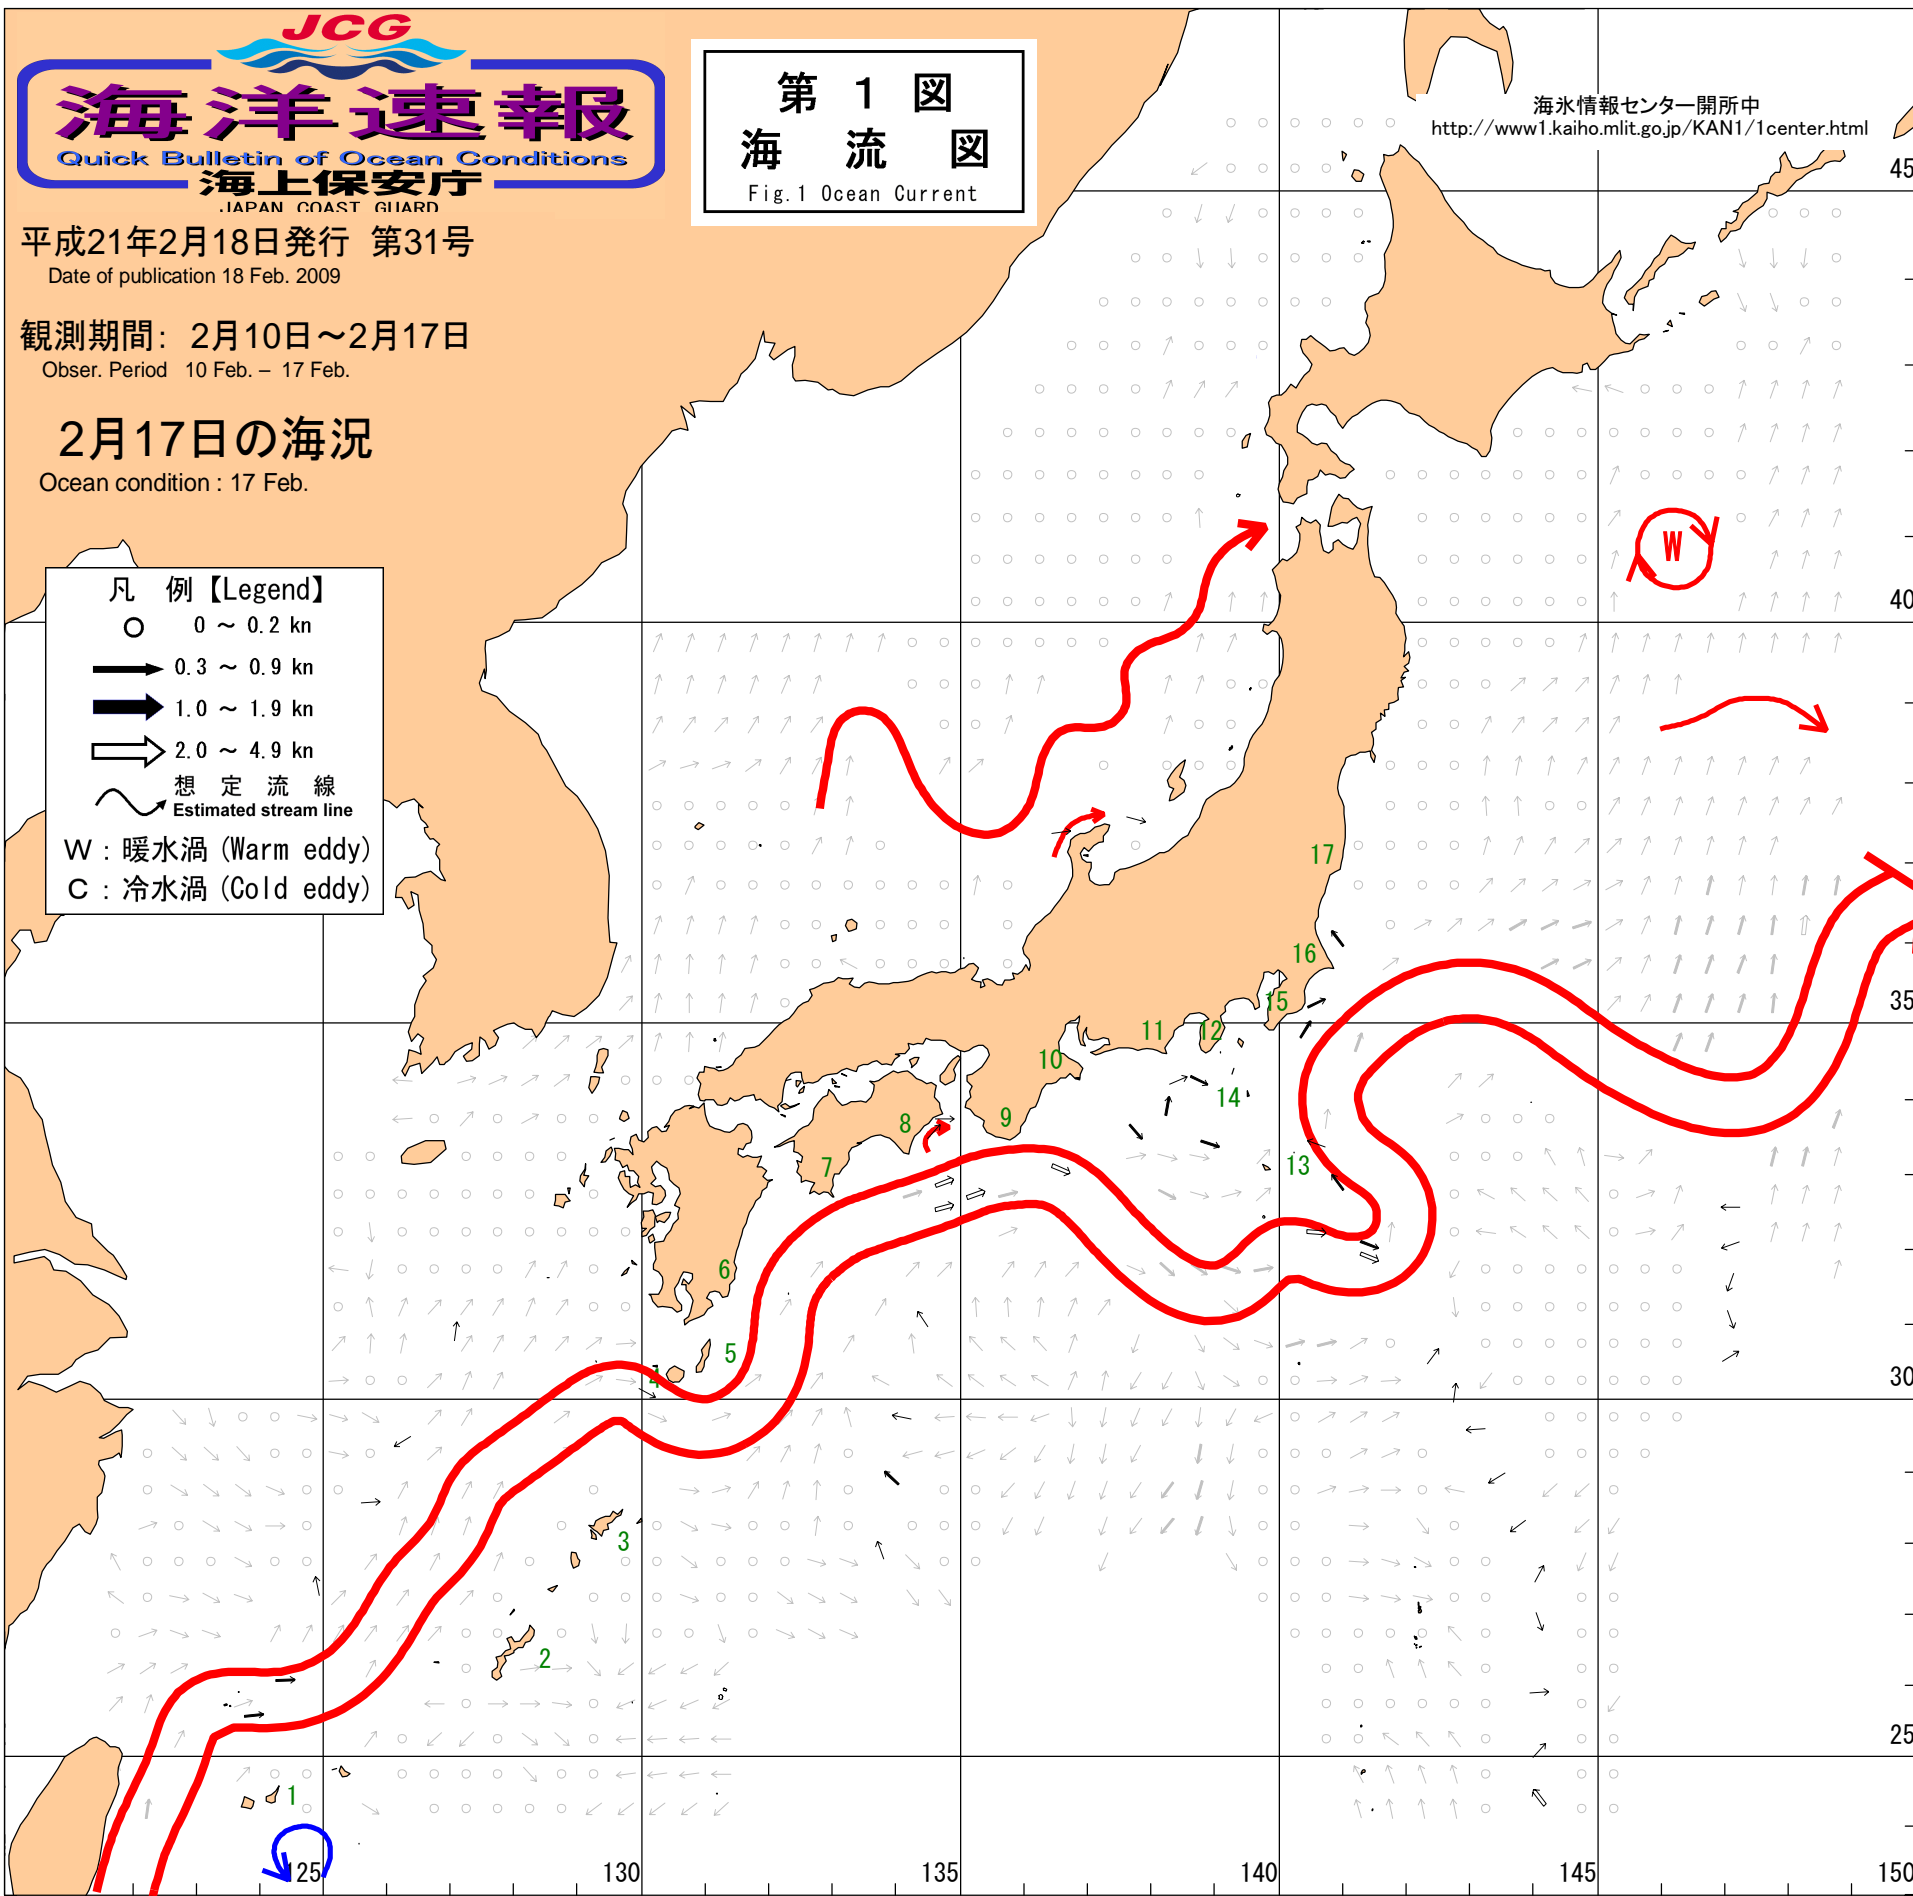 JCG
海洋速報
Quick Bulletin of Ocean Conditions
海上保安庁
JAPAN COAST GUARD
平成21年2月18日発行 第31号
Date of publication 18 Feb. 2009
観測期間: 2月10日～2月17日
Obser. Period 10 Feb. – 17 Feb.
2月17日の海況
Ocean condition : 17 Feb.
第 1 図
海 流 図
Fig.1 Ocean Current
海氷情報センター開所中
http://www1.kaiho.mlit.go.jp/KAN1/1center.html
凡 例【Legend】
0 ～ 0.2 kn
0.3 ～ 0.9 kn
1.0 ～ 1.9 kn
2.0 ～ 4.9 kn
想 定 流 線
Estimated stream line
W : 暖水渦 (Warm eddy)
C : 冷水渦 (Cold eddy)
45
W
40
17
16
15
35
11
12
10
14
9
8
7
13
6
5
4
30
3
2
25
1
125
130
135
140
145
150